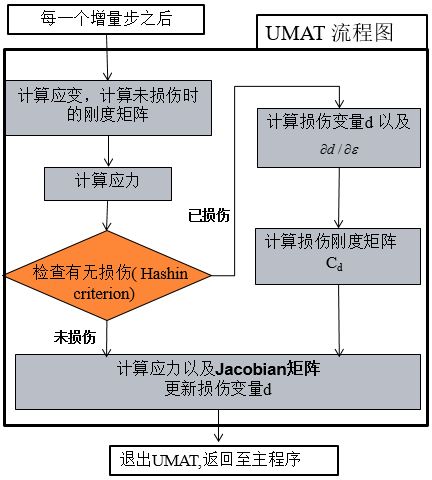 每一个增量步之后
UMAT 流程图
计算应变，计算未损伤时
的刚度矩阵
计算应力
检查有无损伤( Hashin
criterion)
已损伤
未损伤
计算损伤变量d 以及
∂d / ∂ε
计算损伤刚度矩阵
Cd
计算应力以及Jacobian矩阵
更新损伤变量d
退出UMAT,返回至主程序